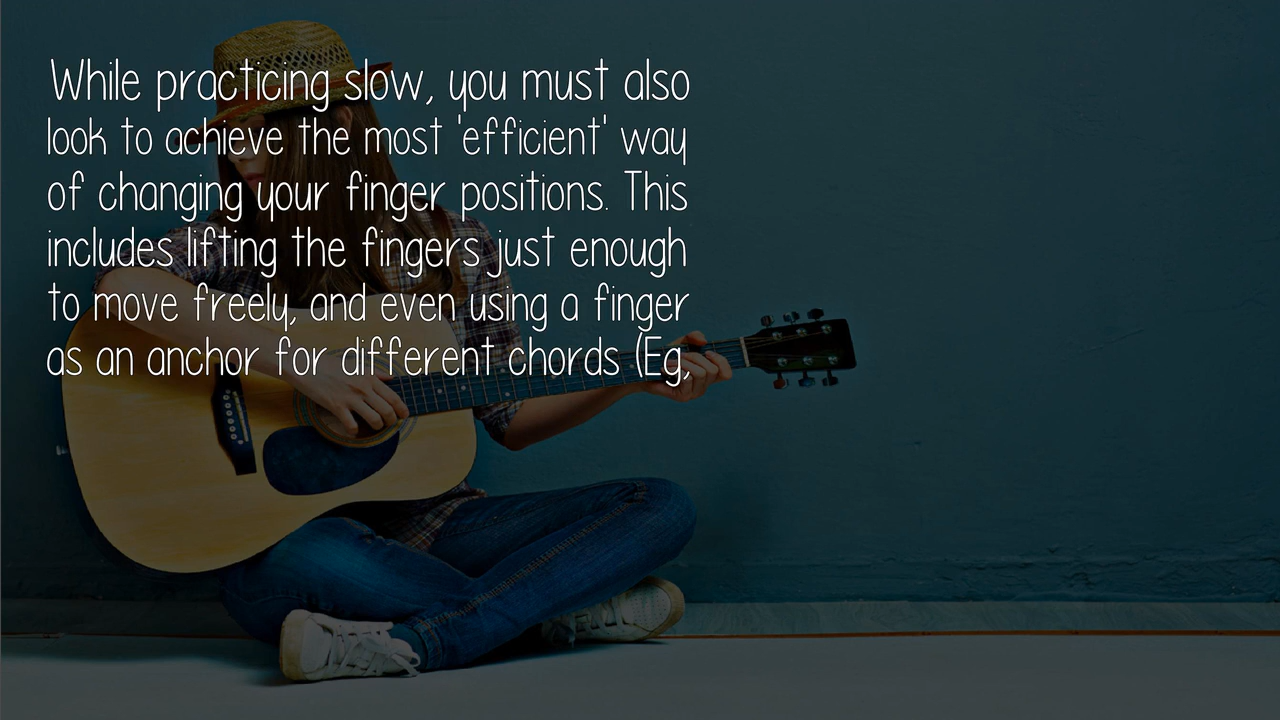 While practicing slow, you must also
look to achieve the most 'efficient' way
of changing your finger positions. This
includes lifting the fingers just enough
to move freely, and even using a finger
as an anchor for different chords (Eg,